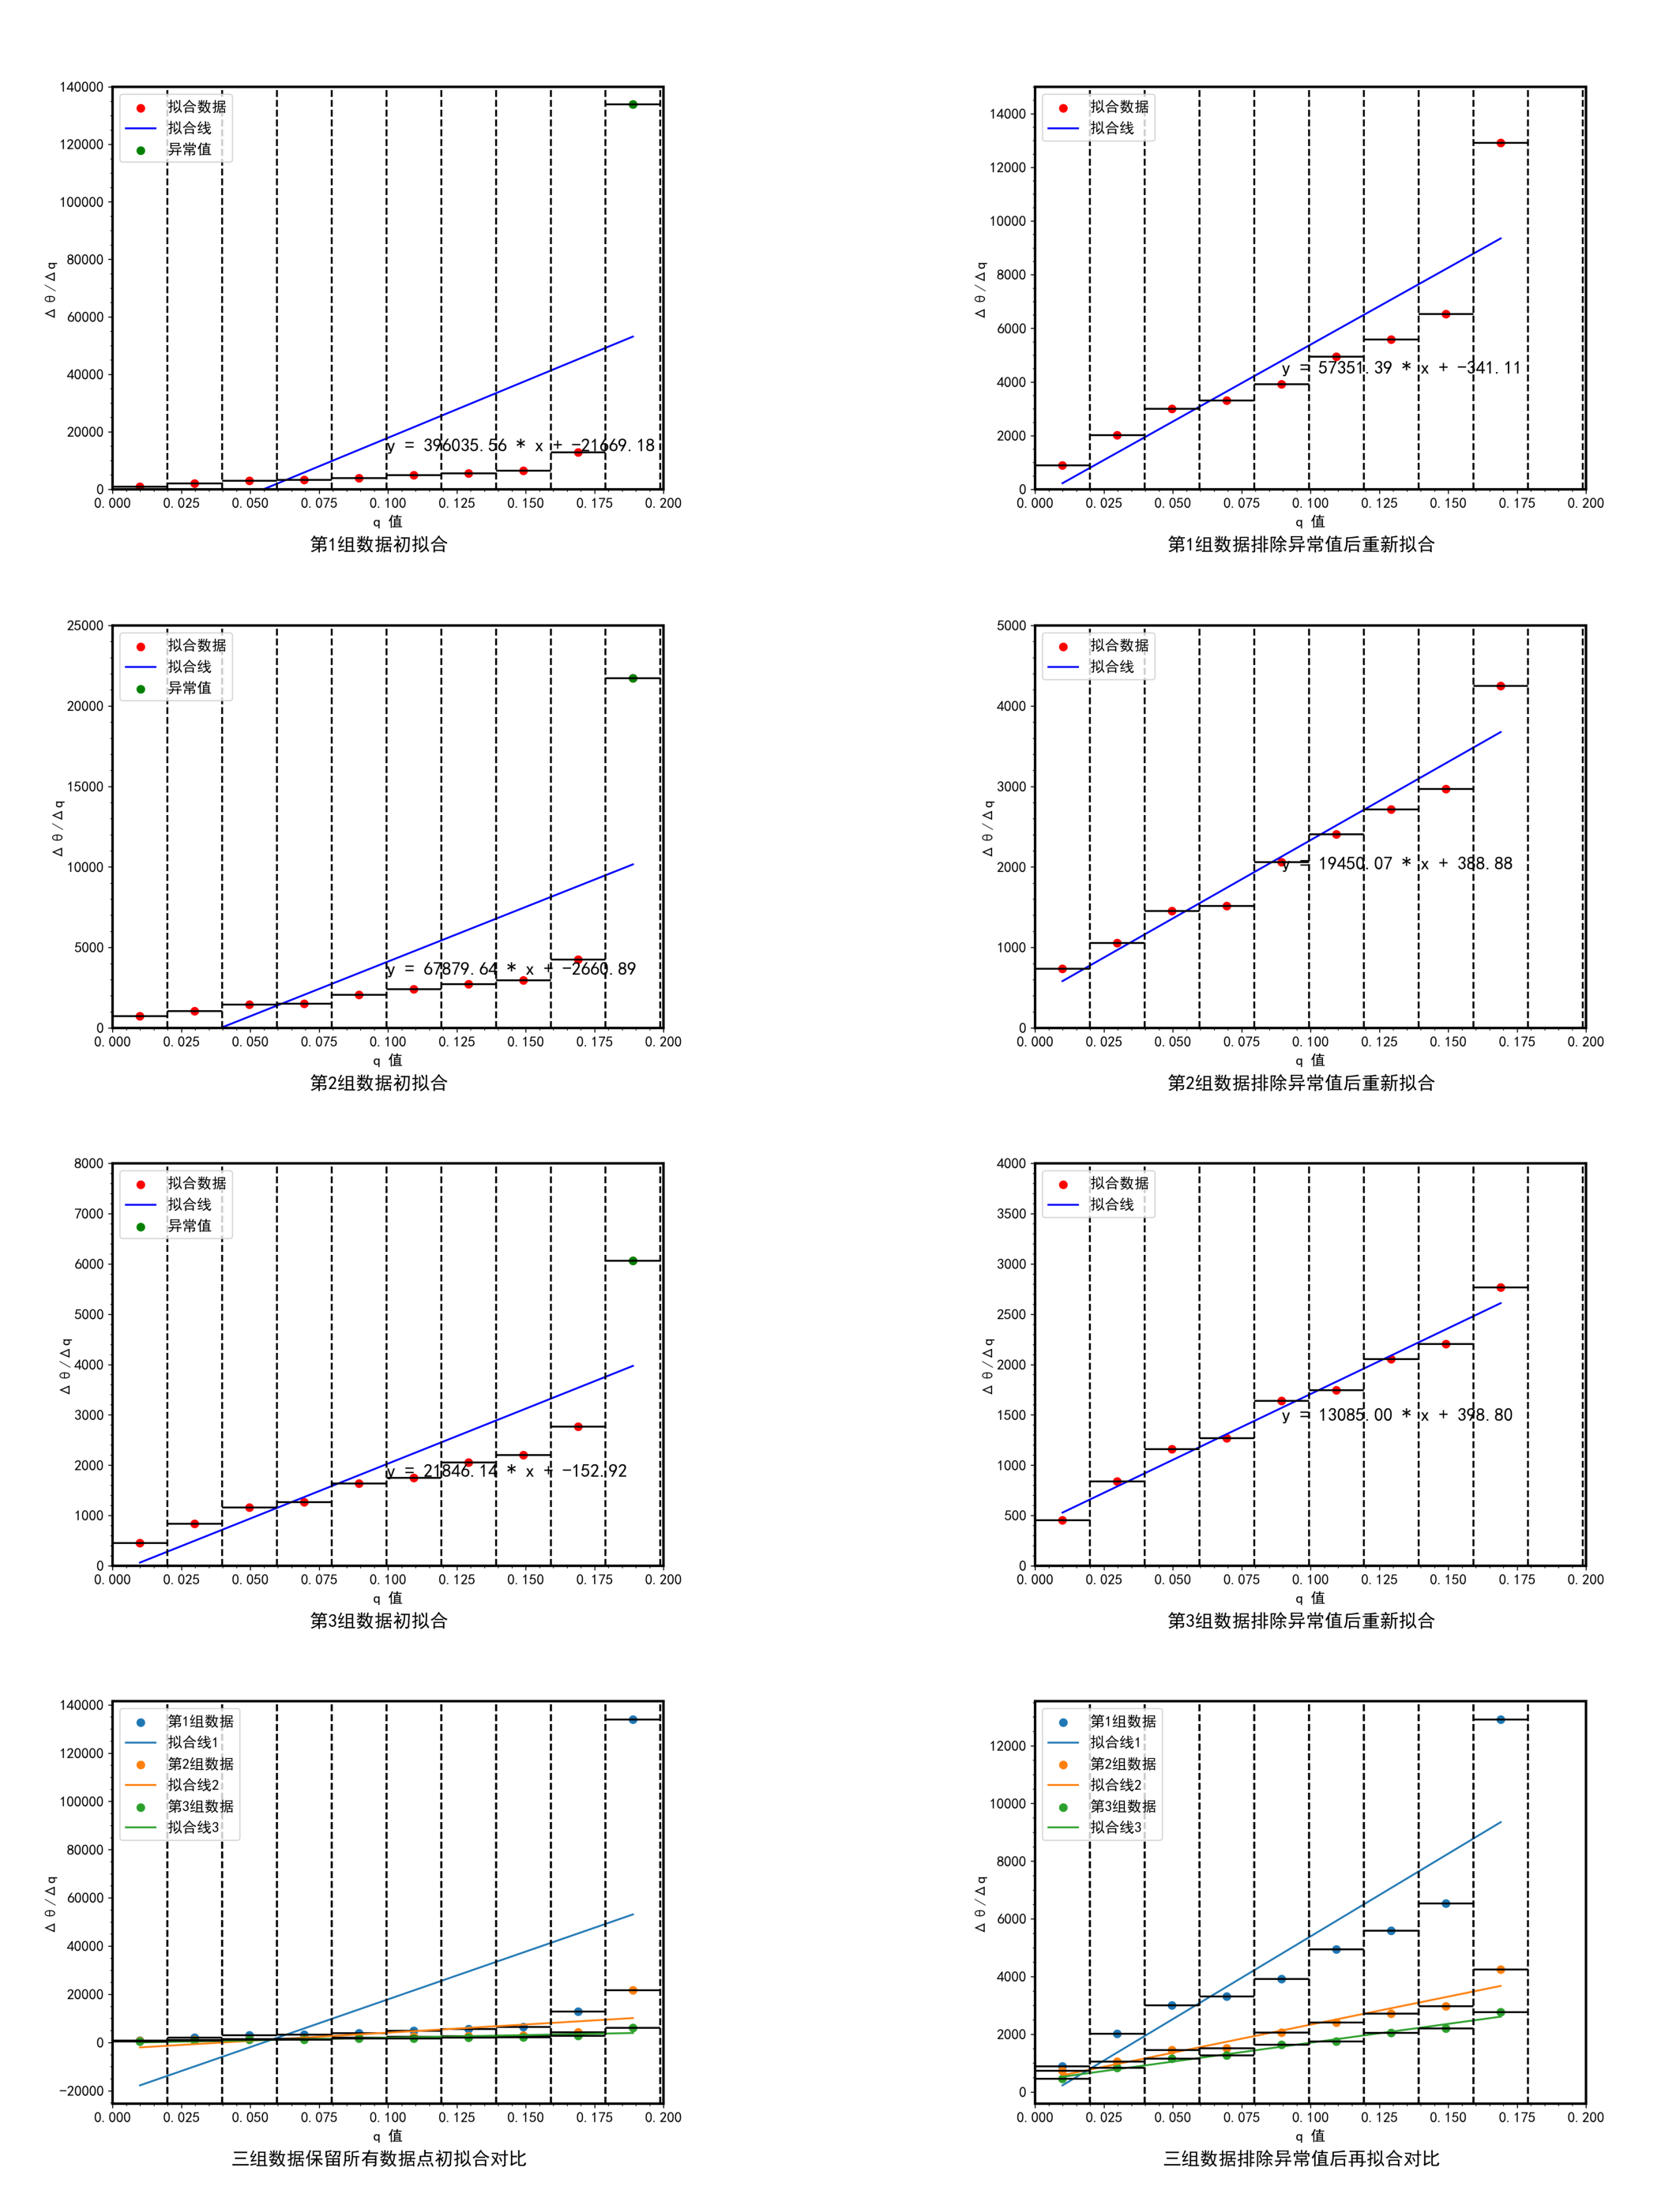 140000
120000
100000
80000
60000
40000
20000
0
Δθ/Δq
拟合数据
拟合线
异常值
y = 396035.56 * x + −21669.18
0.000 0.025 0.050 0.075 0.100 0.125 0.150 0.175 0.200
q 值
第1组数据初拟合
14000
12000
10000
8000
6000
4000
2000
0
Δθ/Δq
拟合数据
拟合线
y = 57351.39 * x + −341.11
0.000 0.025 0.050 0.075 0.100 0.125 0.150 0.175 0.200
q 值
第1组数据排除异常值后重新拟合
25000
20000
15000
10000
5000
0
Δθ/Δq
拟合数据
拟合线
异常值
y = 67879.64 * x + −2660.89
0.000 0.025 0.050 0.075 0.100 0.125 0.150 0.175 0.200
q 值
第2组数据初拟合
5000
4000
3000
2000
1000
0
Δθ/Δq
拟合数据
拟合线
y = 19450.07 * x + 388.88
0.000 0.025 0.050 0.075 0.100 0.125 0.150 0.175 0.200
q 值
第2组数据排除异常值后重新拟合
8000
7000
6000
5000
4000
3000
2000
1000
0
Δθ/Δq
拟合数据
拟合线
异常值
y = 21846.14 * x + −152.92
0.000 0.025 0.050 0.075 0.100 0.125 0.150 0.175 0.200
q 值
第3组数据初拟合
4000
3500
3000
2500
2000
1500
1000
500
0
Δθ/Δq
拟合数据
拟合线
y = 13085.00 * x + 398.80
0.000 0.025 0.050 0.075 0.100 0.125 0.150 0.175 0.200
q 值
第3组数据排除异常值后重新拟合
140000
120000
100000
80000
60000
40000
20000
0
−20000
Δθ/Δq
第1组数据
拟合线1
第2组数据
拟合线2
第3组数据
拟合线3
0.000 0.025 0.050 0.075 0.100 0.125 0.150 0.175 0.200
q 值
三组数据保留所有数据点初拟合对比
12000
10000
8000
6000
4000
2000
0
Δθ/Δq
第1组数据
拟合线1
第2组数据
拟合线2
第3组数据
拟合线3
0.000 0.025 0.050 0.075 0.100 0.125 0.150 0.175 0.200
q 值
三组数据排除异常值后再拟合对比